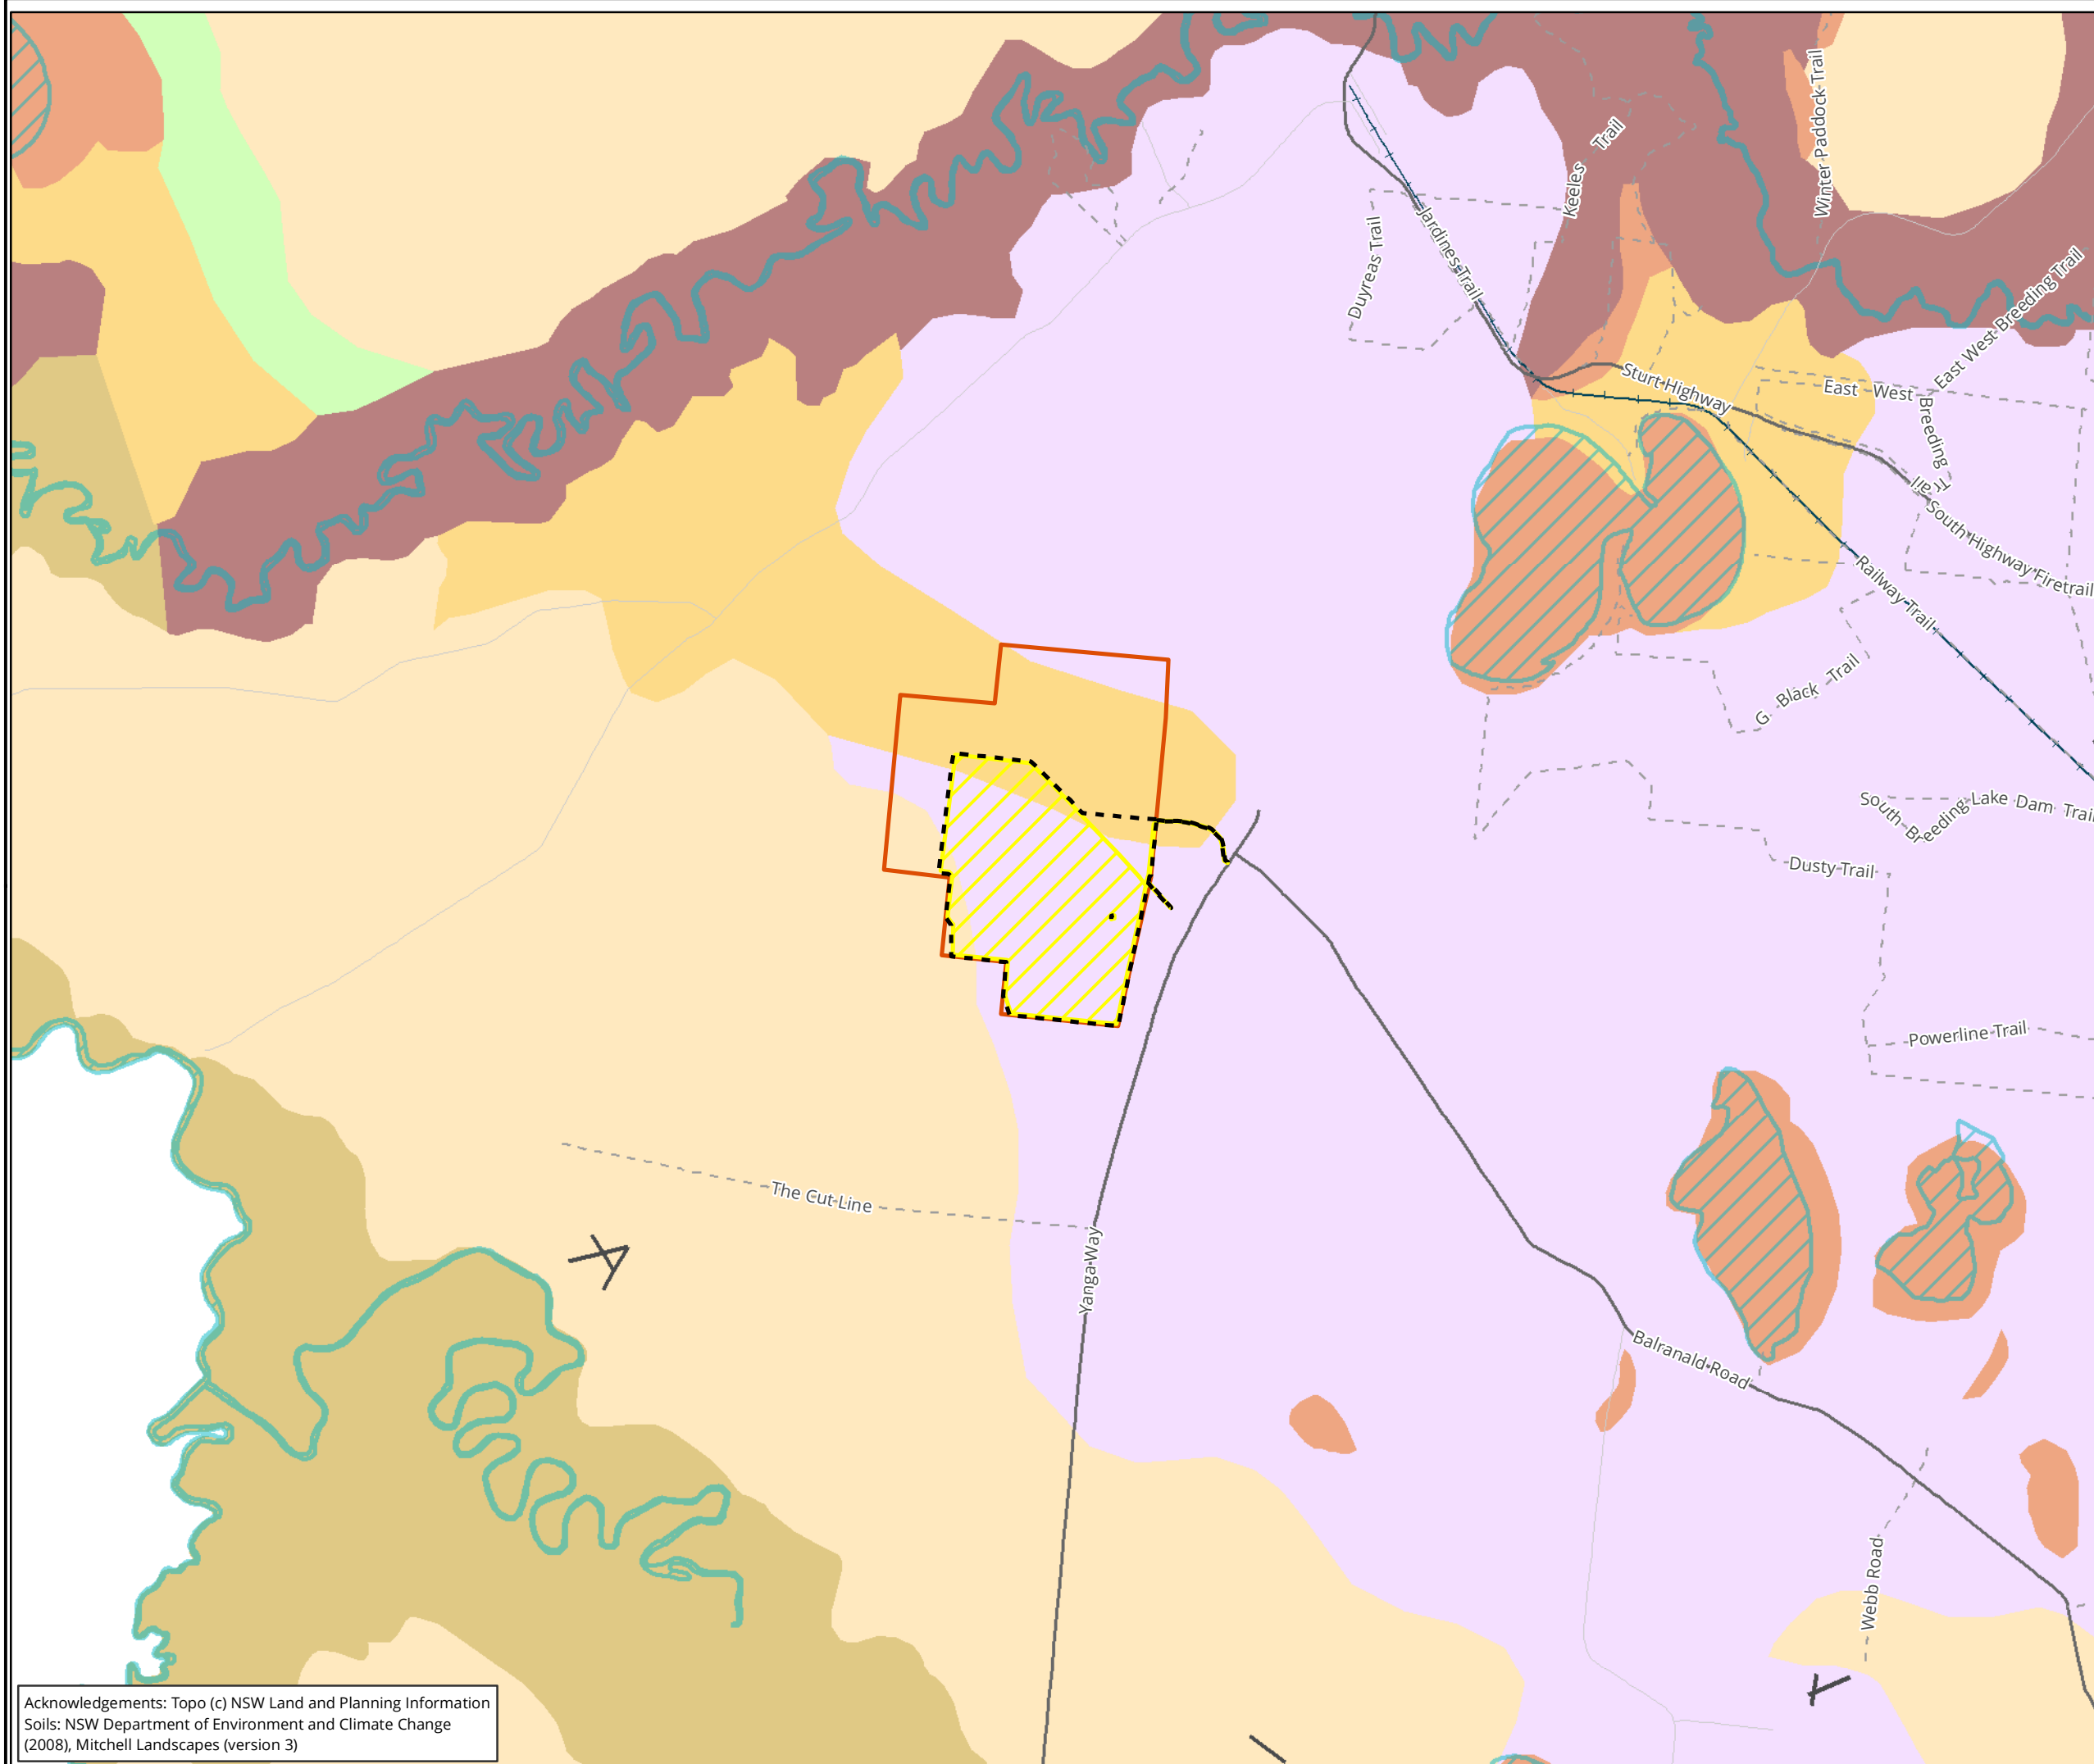 Winter Paddock Trail
Keeles Trail
Duyreas Trail
Jardines Trail
East West Breeding Trail
Sturt Highway
East West Breeding Trail
South Highway Firetrail
Railway Trail
G Black Trail
South Breeding Lake Dam Trail
Dusty Trail
Powerline Trail
The Cut Line
Yanga Way
Balranald Road
Webb Road
Acknowledgements: Topo (c) NSW Land and Planning Information
Soils: NSW Department of Environment and Climate Change
(2008), Mitchell Landscapes (version 3)